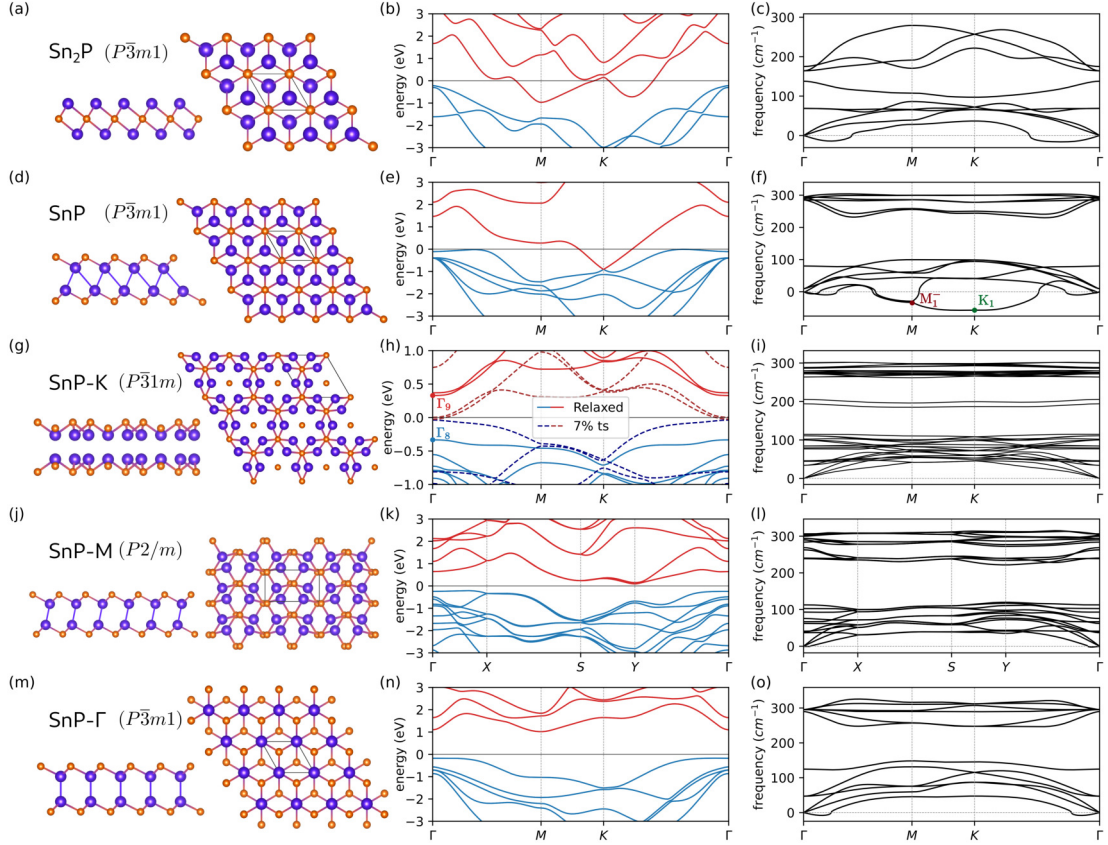 (a)
Sn₂P (P3̅m1)
(b)
energy (eV)
3
2
1
0
−1
−2
−3
Γ M K Γ
(c)
frequency (cm⁻¹)
200
100
0
Γ M K Γ
(d)
SnP (P3̅m1)
(e)
energy (eV)
3
2
1
0
−1
−2
−3
Γ M K Γ
(f)
frequency (cm⁻¹)
300
200
100
0
M₁⁻
K₁
Γ M K Γ
(g)
SnP-K (P3̅1m)
(h)
energy (eV)
1.0
0.5
0.0
−0.5
−1.0
Γ₉
Γ₈
Relaxed
7% ts
Γ M K Γ
(i)
frequency (cm⁻¹)
300
200
100
0
Γ M K Γ
(j)
SnP-M (P2/m)
(k)
energy (eV)
3
2
1
0
−1
−2
−3
Γ X S Y Γ
(l)
frequency (cm⁻¹)
300
200
100
0
Γ X S Y Γ
(m)
SnP-Γ (P3̅m1)
(n)
energy (eV)
3
2
1
0
−1
−2
−3
Γ M K Γ
(o)
frequency (cm⁻¹)
300
200
100
0
Γ M K Γ